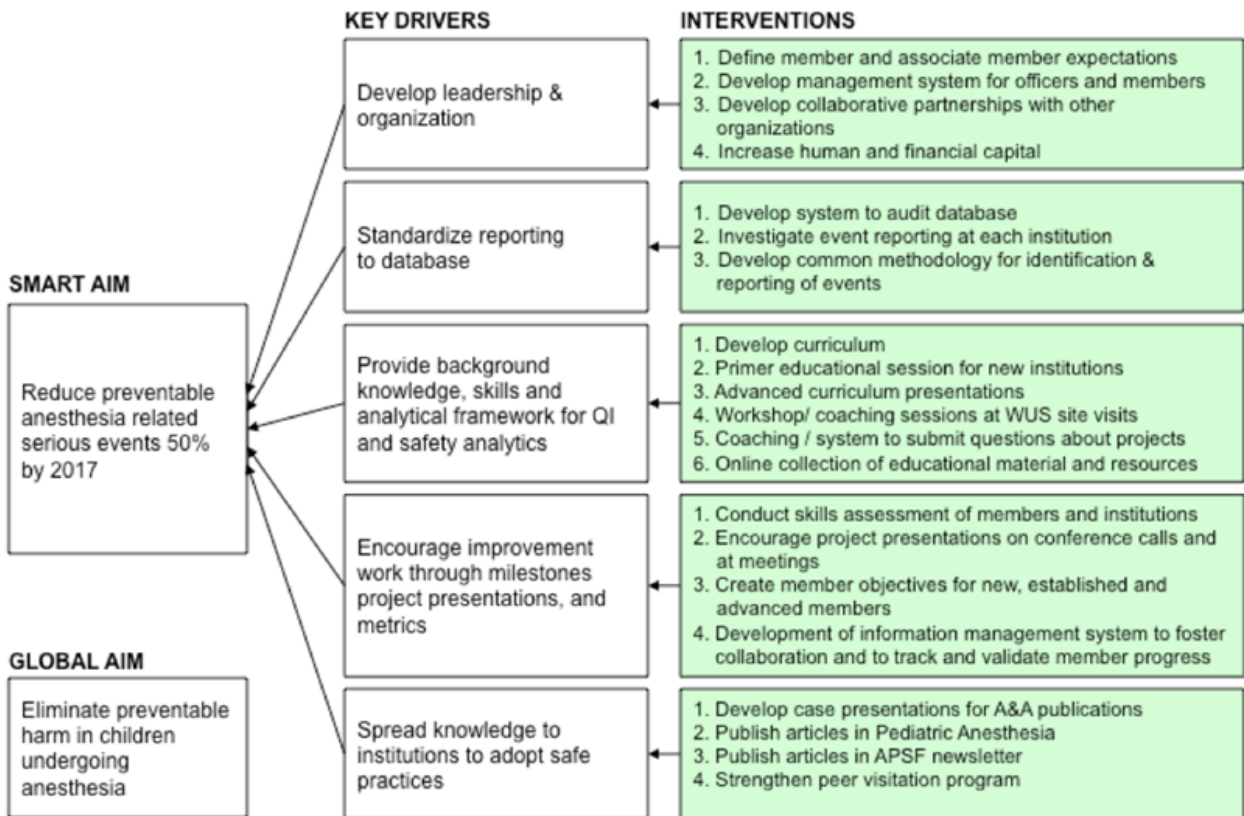 KEY DRIVERS
INTERVENTIONS
Develop leadership &
organization
1. Define member and associate member expectations
2. Develop management system for officers and members
3. Develop collaborative partnerships with other
organizations
4. Increase human and financial capital
Standardize reporting
to database
1. Develop system to audit database
2. Investigate event reporting at each institution
3. Develop common methodology for identification &
reporting of events
SMART AIM
Reduce preventable
anesthesia related
serious events 50%
by 2017
Provide background
knowledge, skills and
analytical framework for QI
and safety analytics
1. Develop curriculum
2. Primer educational session for new institutions
3. Advanced curriculum presentations
4. Workshop/ coaching sessions at WUS site visits
5. Coaching / system to submit questions about projects
6. Online collection of educational material and resources
Encourage improvement
work through milestones
project presentations, and
metrics
1. Conduct skills assessment of members and institutions
2. Encourage project presentations on conference calls and
at meetings
3. Create member objectives for new, established and
advanced members
4. Development of information management system to foster
collaboration and to track and validate member progress
GLOBAL AIM
Eliminate preventable
harm in children
undergoing
anesthesia
Spread knowledge to
institutions to adopt safe
practices
1. Develop case presentations for A&A publications
2. Publish articles in Pediatric Anesthesia
3. Publish articles in APSF newsletter
4. Strengthen peer visitation program